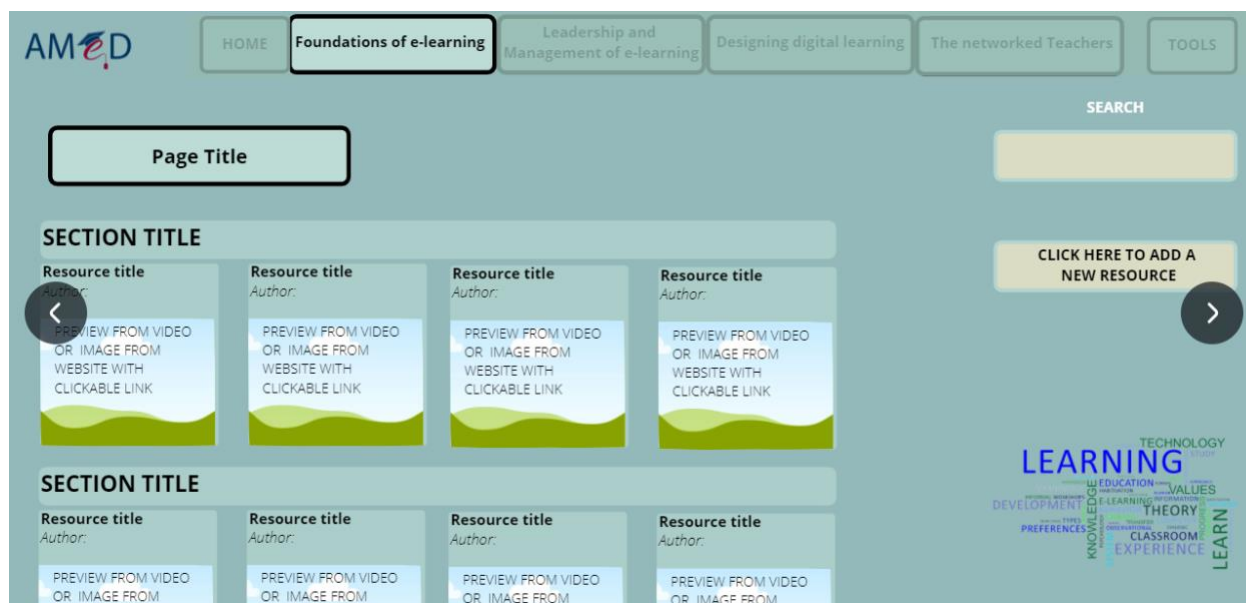 AMeD
HOME
Foundations of e-learning
Leadership and
Management of e-learning
Designing digital learning
The networked Teachers
TOOLS
SEARCH
Page Title
CLICK HERE TO ADD A
NEW RESOURCE
SECTION TITLE
Resource title
Author:
PREVIEW FROM VIDEO
OR IMAGE FROM
WEBSITE WITH
CLICKABLE LINK
Resource title
Author:
PREVIEW FROM VIDEO
OR IMAGE FROM
WEBSITE WITH
CLICKABLE LINK
Resource title
Author:
PREVIEW FROM VIDEO
OR IMAGE FROM
WEBSITE WITH
CLICKABLE LINK
Resource title
Author:
PREVIEW FROM VIDEO
OR IMAGE FROM
WEBSITE WITH
CLICKABLE LINK
SECTION TITLE
Resource title
Author:
PREVIEW FROM VIDEO
OR IMAGE FROM
Resource title
Author:
PREVIEW FROM VIDEO
OR IMAGE FROM
Resource title
Author:
PREVIEW FROM VIDEO
OR IMAGE FROM
Resource title
Author:
PREVIEW FROM VIDEO
OR IMAGE FROM
TECHNOLOGY
STUDY
LEARNING
EDUCATION
VALUES
DEVELOPMENT
E-LEARNING
INFORMATION
THEORY
KNOWLEDGE
TYPES
PREFERENCES
OBSERVATIONAL
CLASSROOM
EXPERIENCE
PROGRESS
LEARN